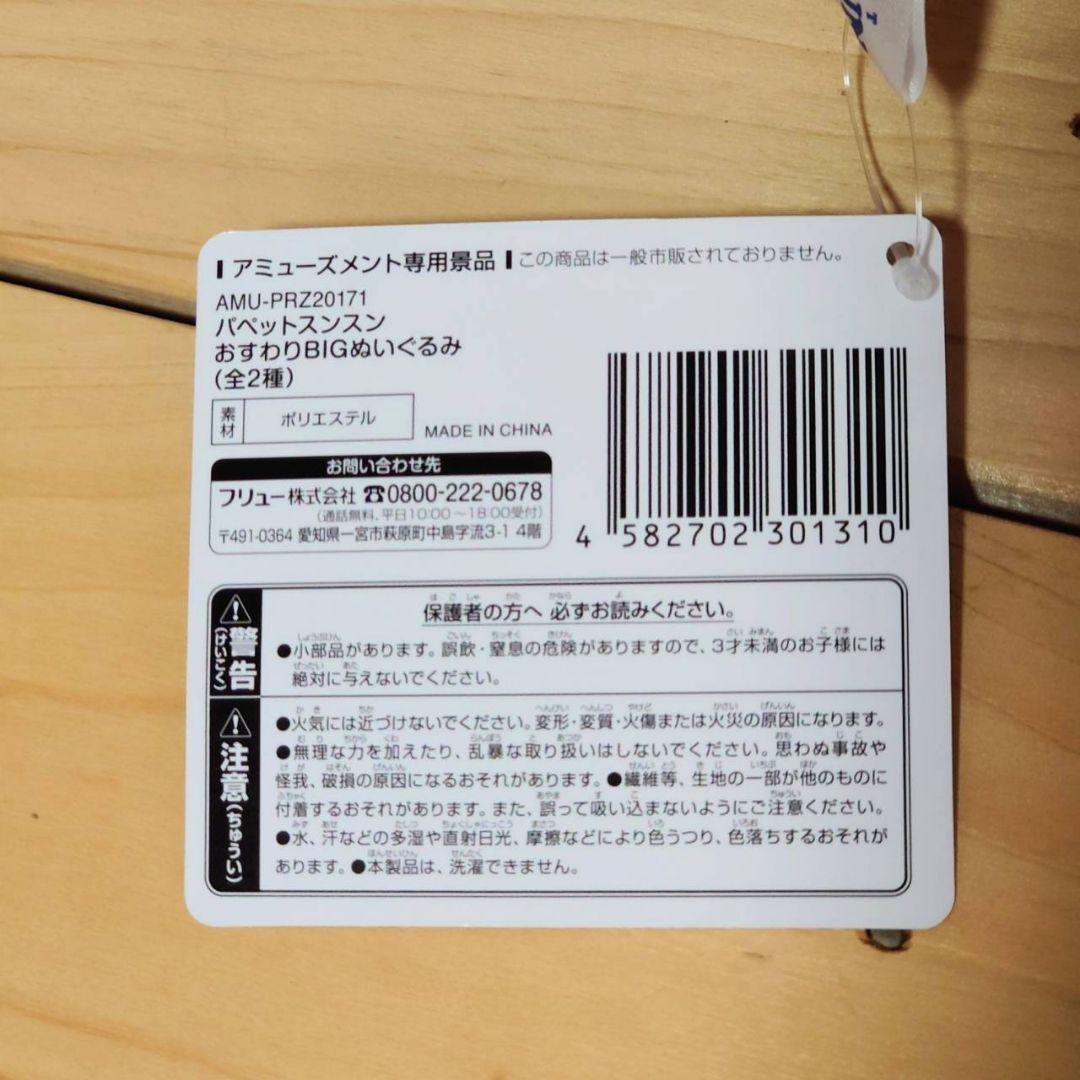 アミューズメント専用景品 この商品は一般市販されておりません。
AMU-PRZ20171
パペットスンスン
おすわりBIGぬいぐるみ
(全2種)
素材 ポリエステル
MADE IN CHINA
お問い合わせ先
フリュー株式会社 ☎0800-222-0678
(通話無料、平日10:00〜18:00受付)
〒491-0364 愛知県一宮市萩原町中島字流3-1 4階
4 582702 301310
警告(けいこく)
保護者の方へ 必ずお読みください。
●小部品があります。誤飲・窒息の危険がありますので、3才未満のお子様には
絶対に与えないでください。
注意(ちゅうい)
●火気には近づけないでください。変形・変質・火傷または火災の原因になります。
●無理な力を加えたり、乱暴な取り扱いはしないでください。思わぬ事故や
怪我、破損の原因になるおそれがあります。●繊維等、生地の一部が他のものに
付着するおそれがあります。また、誤って吸い込まないようにご注意ください。
●水、汗などの多湿や直射日光、摩擦などにより色うつり、色落ちするおそれが
あります。●本製品は、洗濯できません。